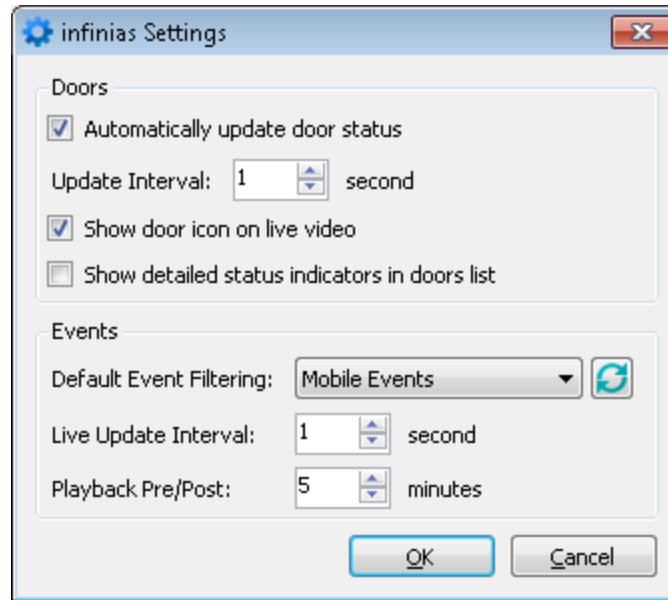 infinias Settings
Doors
Automatically update door status
Update Interval: 1 second
Show door icon on live video
Show detailed status indicators in doors list
Events
Default Event Filtering: Mobile Events
Live Update Interval: 1 second
Playback Pre/Post: 5 minutes
OK Cancel